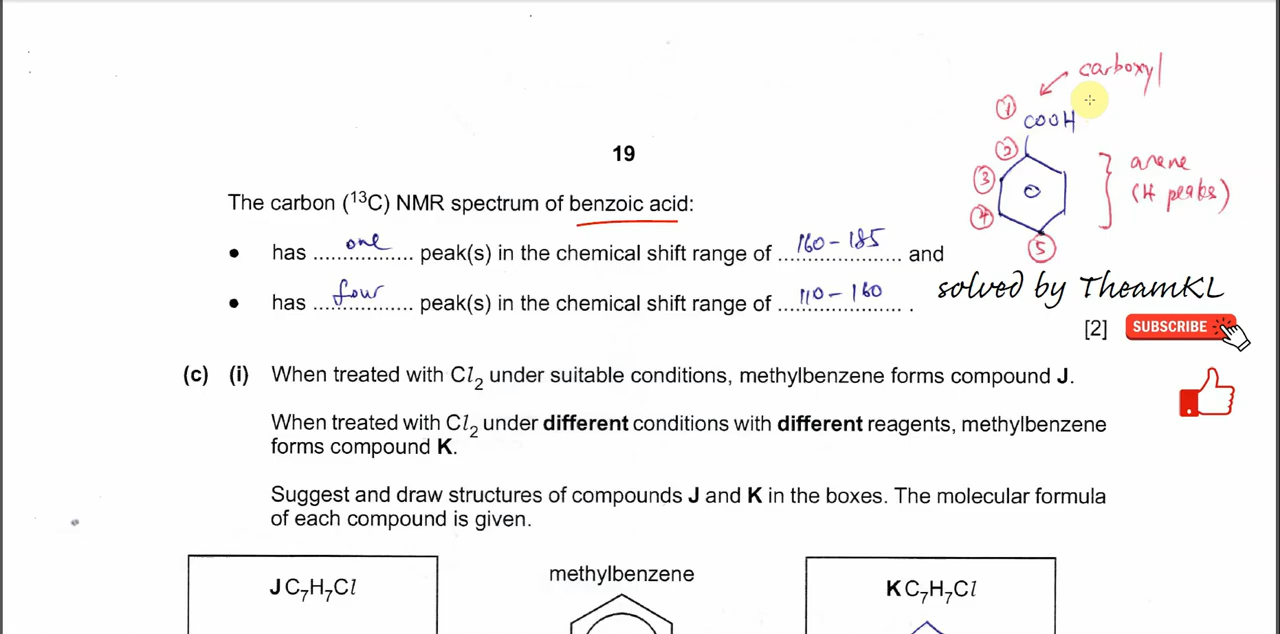 carboxyl
① COOH
②
19
③
arene
(4 peaks)
The carbon (¹³C) NMR spectrum of benzoic acid:
④
⑤
• has one peak(s) in the chemical shift range of 160 – 185 and
• has four peak(s) in the chemical shift range of 110 – 160 .
solved by TheamKL
[2]
SUBSCRIBE
(c) (i) When treated with Cl₂ under suitable conditions, methylbenzene forms compound J.
When treated with Cl₂ under different conditions with different reagents, methylbenzene
forms compound K.
Suggest and draw structures of compounds J and K in the boxes. The molecular formula
of each compound is given.
J C₇H₇Cl
methylbenzene
K C₇H₇Cl